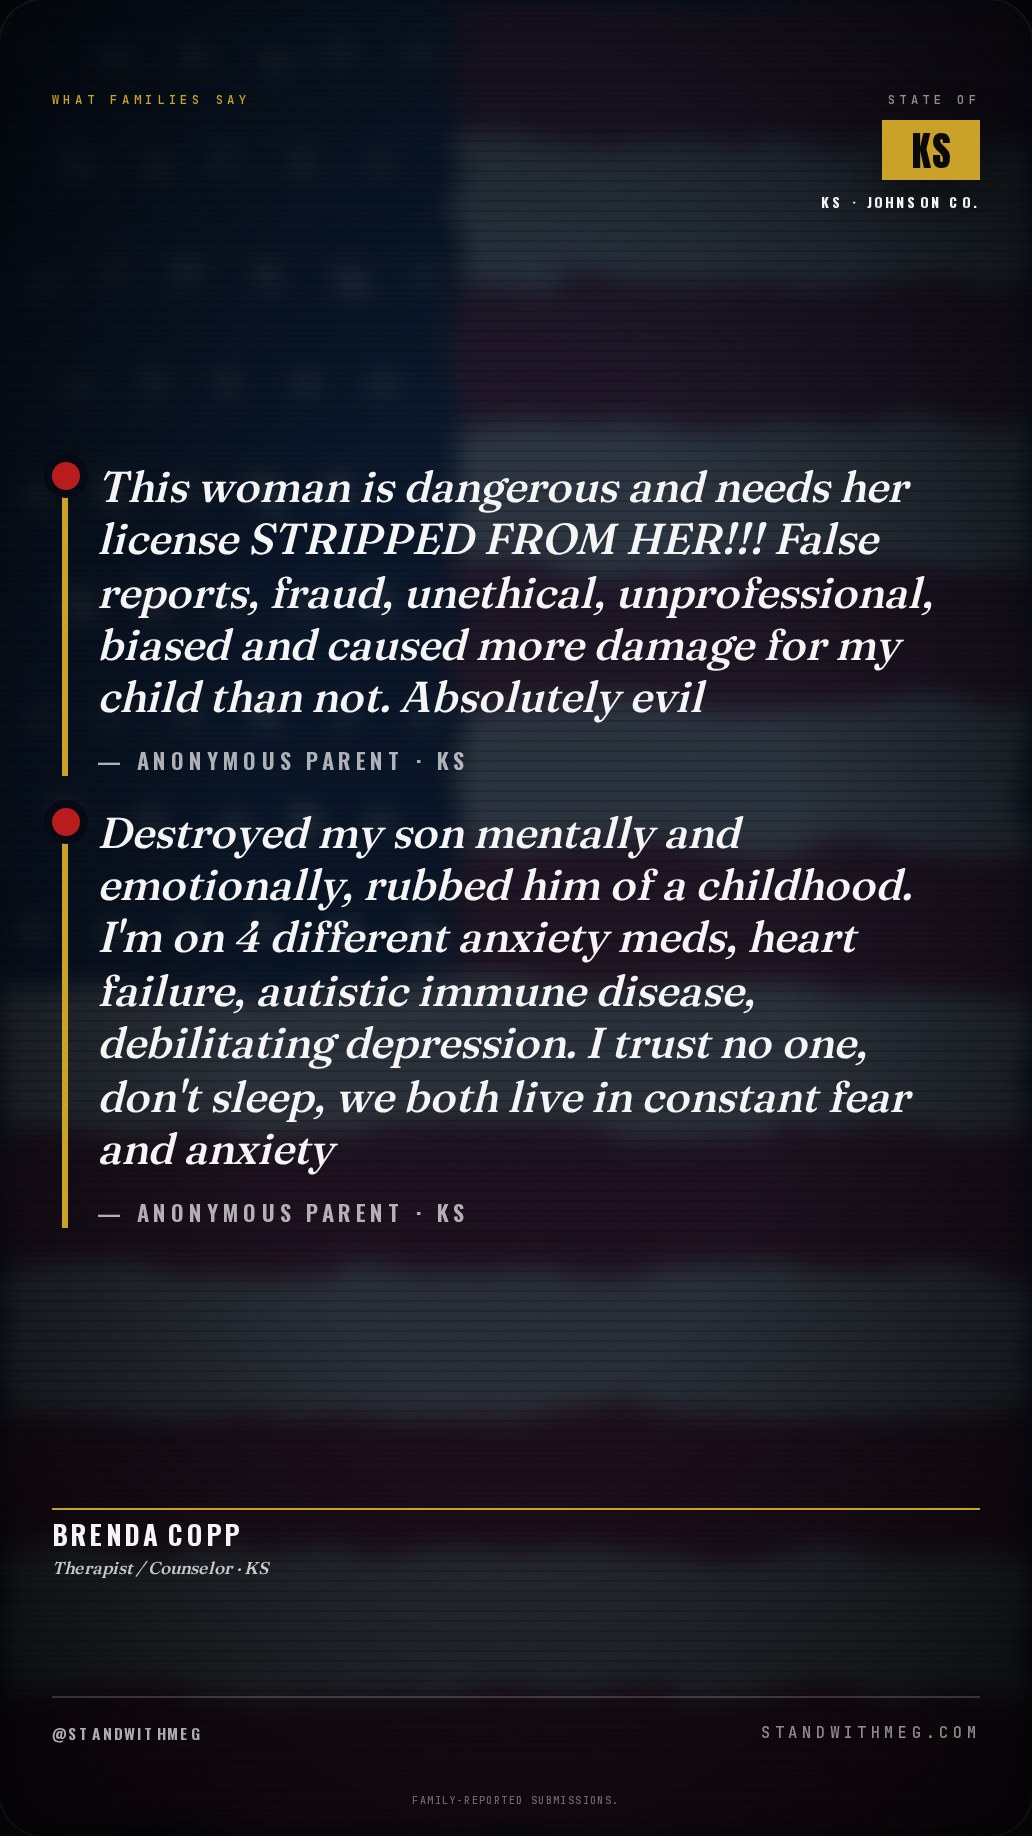 WHAT FAMILIES SAY
STATE OF
KS
KS · JOHNSON CO.
This woman is dangerous and needs her
license STRIPPED FROM HER!!! False
reports, fraud, unethical, unprofessional,
biased and caused more damage for my
child than not. Absolutely evil
— ANONYMOUS PARENT · KS
Destroyed my son mentally and
emotionally, rubbed him of a childhood.
I'm on 4 different anxiety meds, heart
failure, autistic immune disease,
debilitating depression. I trust no one,
don't sleep, we both live in constant fear
and anxiety
— ANONYMOUS PARENT · KS
BRENDA COPP
Therapist / Counselor · KS
@STANDWITHMEG
STANDWITHMEG.COM
FAMILY-REPORTED SUBMISSIONS.